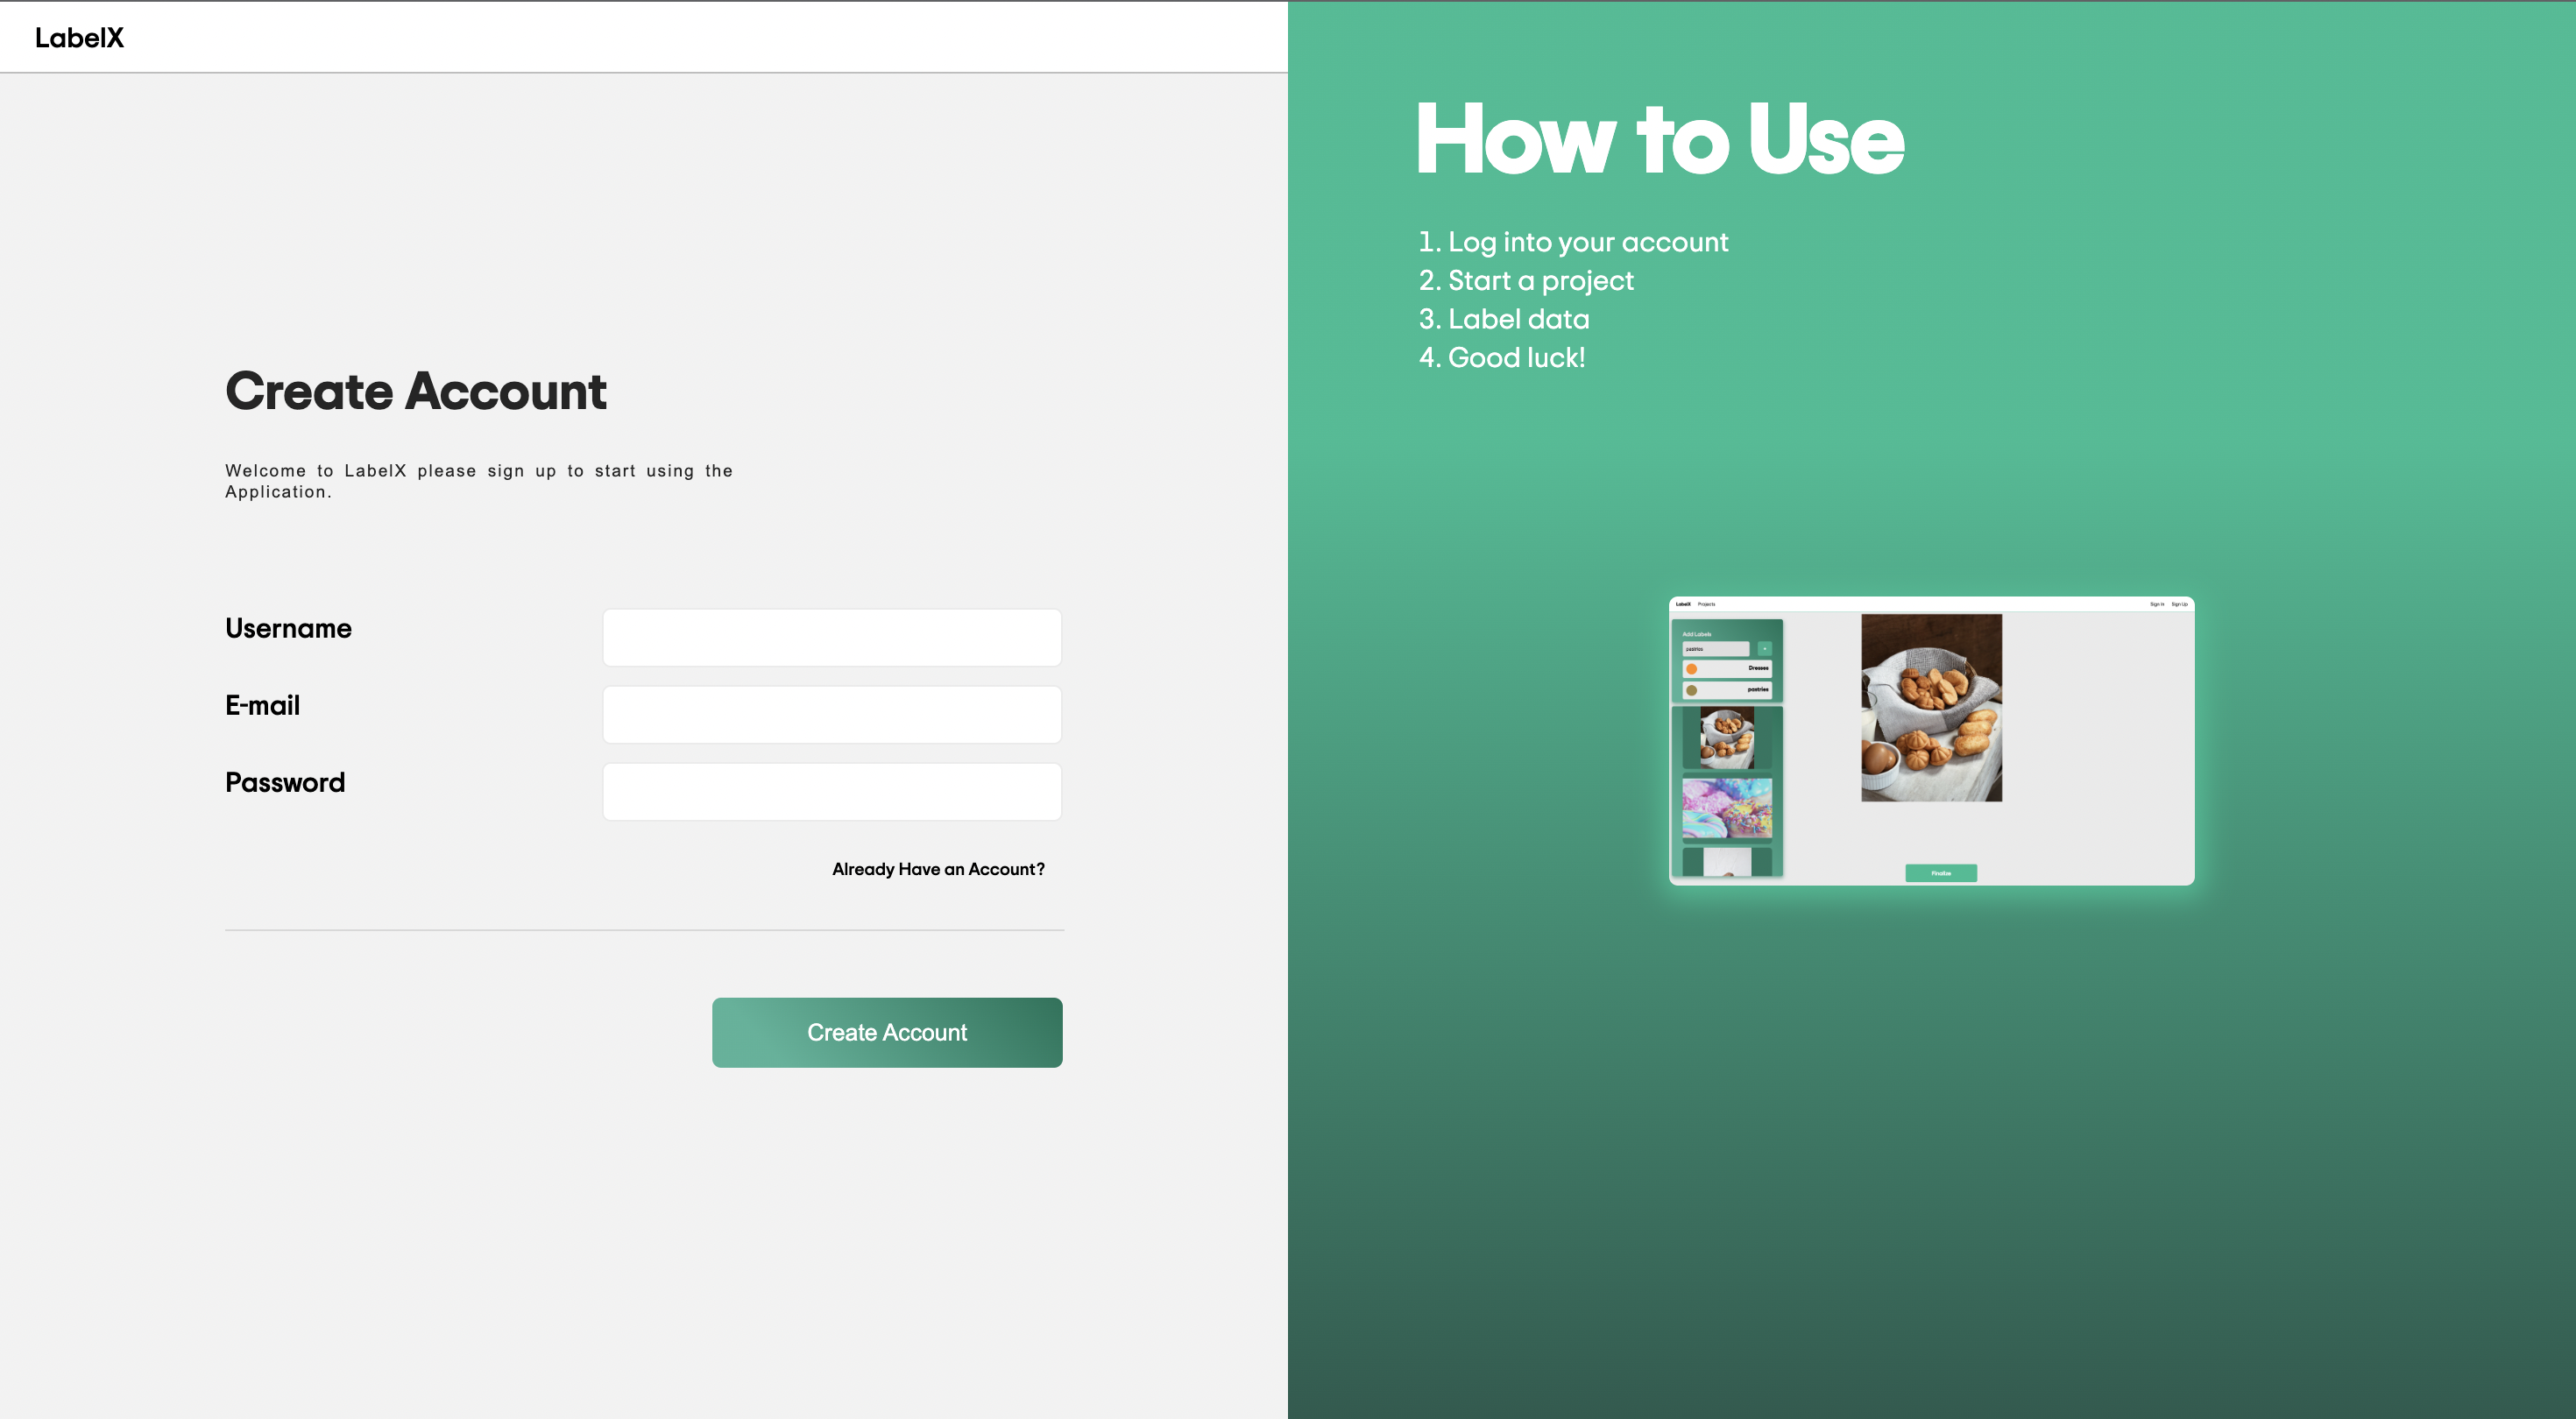 LabelX
Create Account
Welcome to LabelX please sign up to start using the
Application.
Username
E-mail
Password
Already Have an Account?
Create Account
How to Use
1. Log into your account
2. Start a project
3. Label data
4. Good luck!
LabelX Projects Sign In Sign Up
Add Labels
pastries
+
Dresses
pastries
Finalize